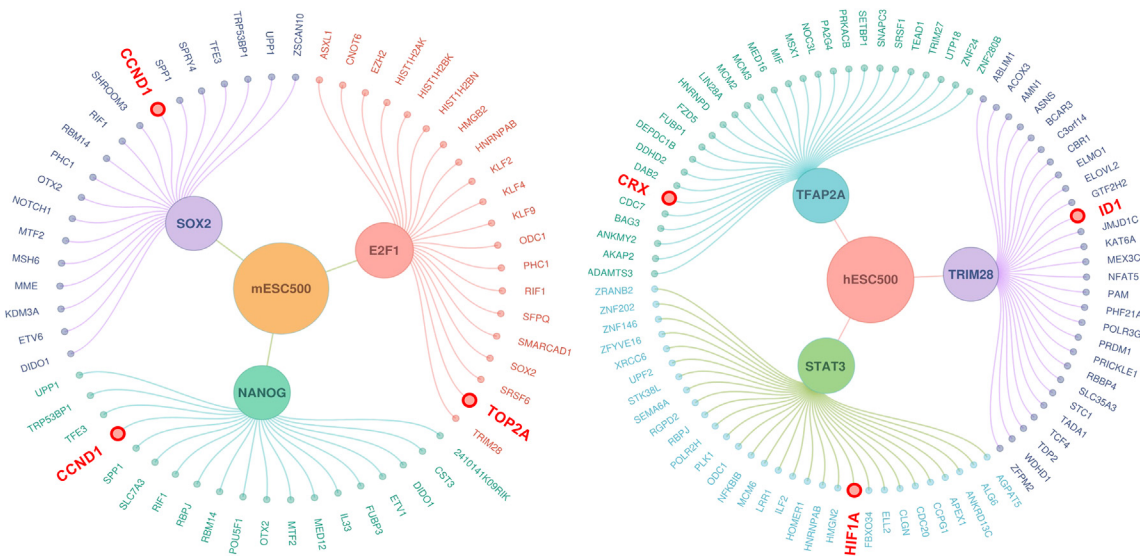 mESC500
SOX2
DIDO1
ETV6
KDM3A
MME
MSH6
MTF2
NOTCH1
OTX2
PHC1
RBM14
RIF1
SHROOM3
CCND1
SPP1
SPRY4
TFE3
TRP53BP1
UPP1
ZSCAN10
E2F1
ASXL1
CNOT6
EZH2
HIST1H2AK
HIST1H2BK
HIST1H2BN
HMGB2
HNRNPAB
KLF2
KLF4
KLF9
ODC1
PHC1
RIF1
SFPQ
SMARCAD1
SOX2
SRSF6
TOP2A
TRIM28
NANOG
2410141K09RIK
CST3
DIDO1
ETV1
FUBP3
IL33
MED12
MTF2
OTX2
POU5F1
RBM14
RBPJ
RIF1
SLC7A3
SPP1
CCND1
TFE3
TRP53BP1
UPP1
hESC500
TFAP2A
ADAMTS3
AKAP2
ANKMY2
BAG3
CDC7
CRX
DAB2
DDHD2
DEPDC1B
FUBP1
FZD5
HNRNPD
LIN28A
MCM2
MCM3
MED16
MIF
MSX1
NOC3L
PA2G4
PRKACB
SETBP1
SNAPC3
SRSF1
TEAD1
TRIM27
UTP18
ZNF24
ZNF280B
TRIM28
ABLIM1
ACOX3
AMN1
ASNS
BCAR3
C3orf14
CBR1
ELMO1
ELOVL2
GTF2H2
ID1
JMJD1C
KAT6A
MEX3C
NFAT5
PAM
PHF21A
POLR3G
PRDM1
PRICKLE1
RBBP4
SLC35A3
STC1
TADA1
TCF4
TDP2
WDHD1
ZFPM2
STAT3
AGPAT5
ALG6
ANKRD13C
APEX1
CCPG1
CDC20
CLGN
ELL2
FBXO34
HIF1A
HMGN2
HNRNPAB
HOMER1
ILF2
LRR1
MCM6
NFKBIB
ODC1
PLK1
POLR2H
RBPJ
RGPD2
SEMA6A
STK38L
UPF2
XRCC6
ZFYVE16
ZNF146
ZNF202
ZRANB2